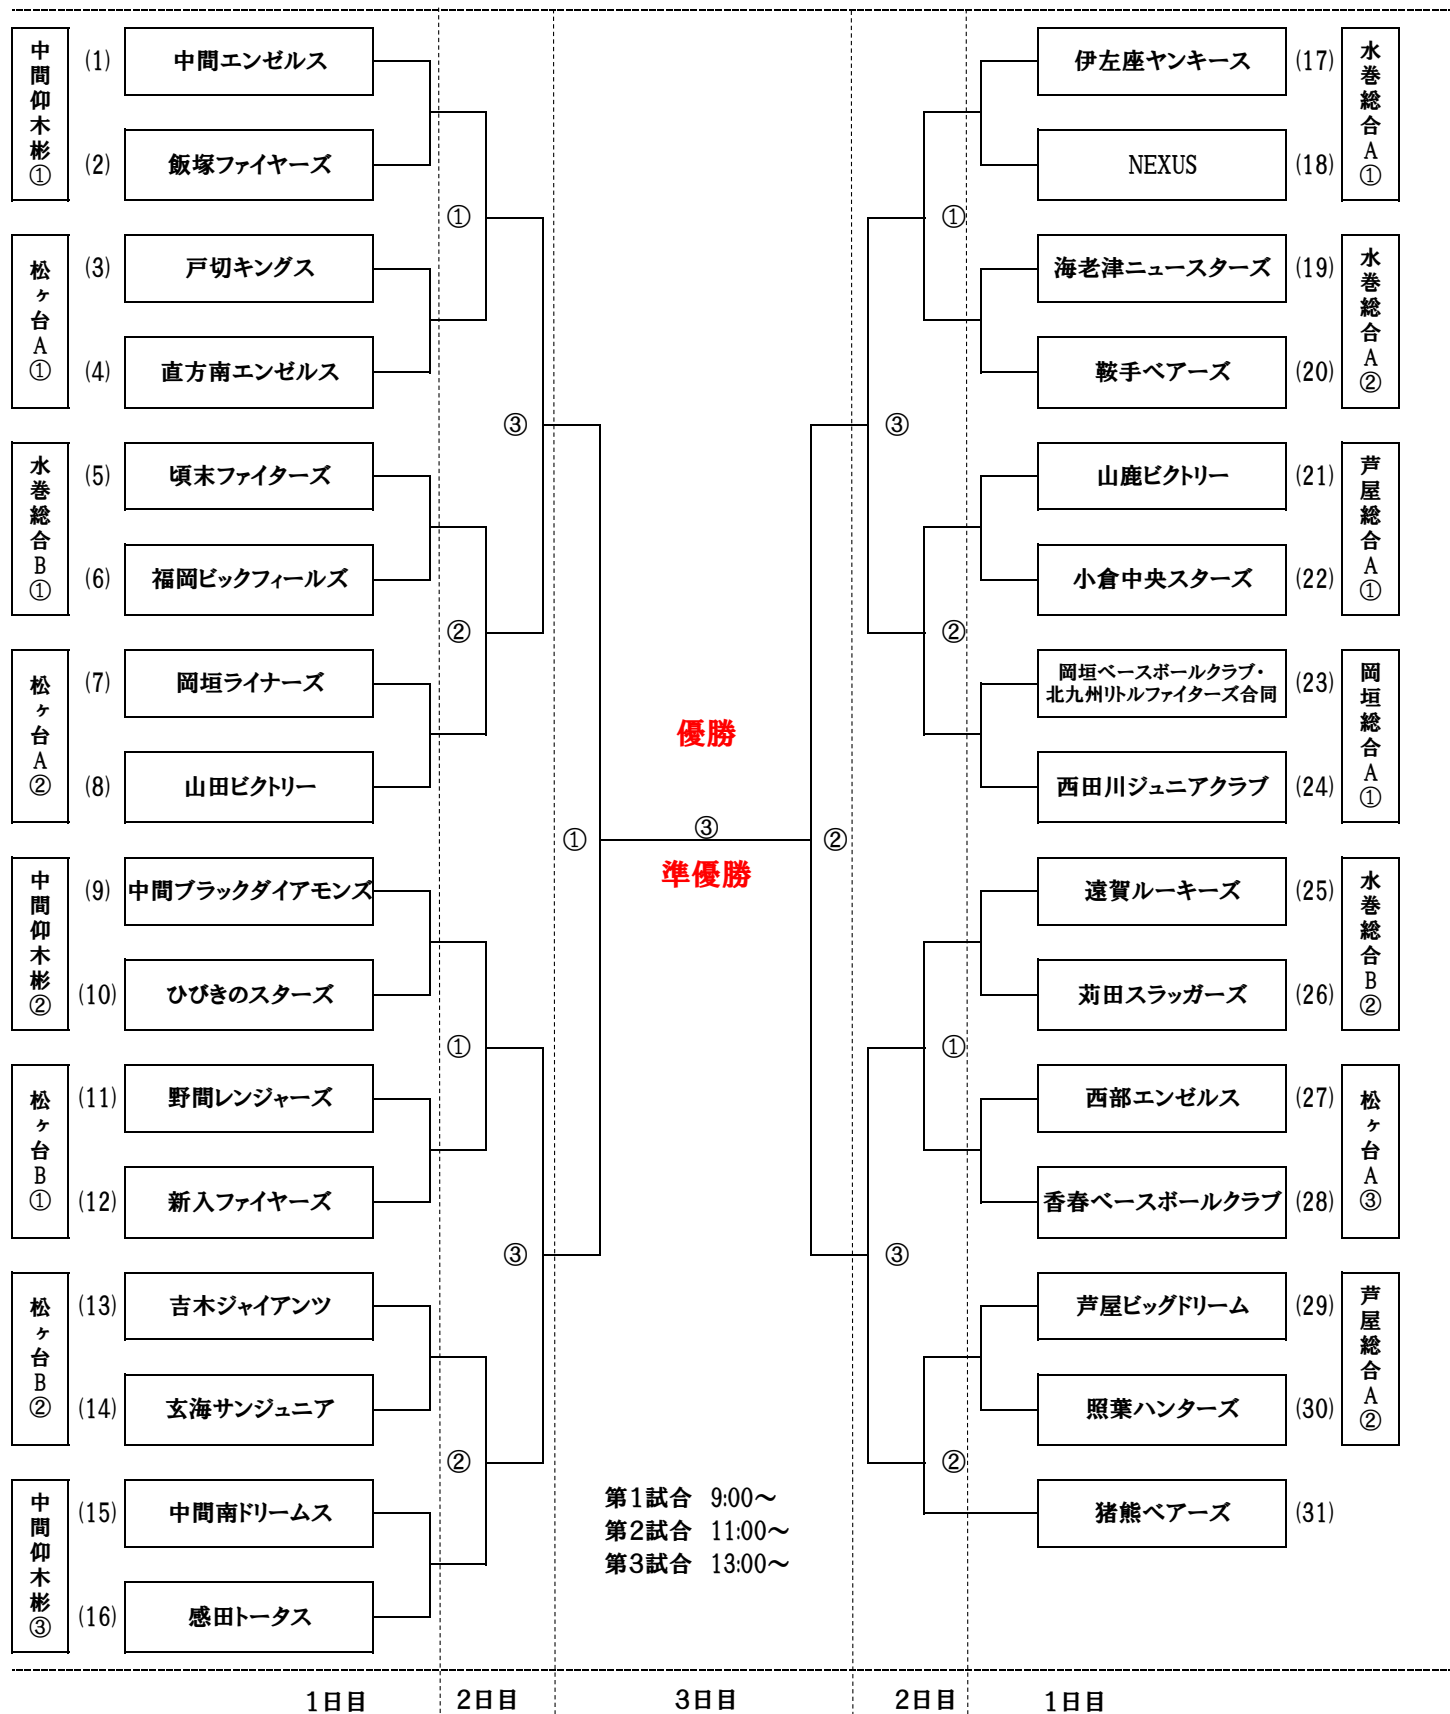 中間仰木彬①
(1) 中間エンゼルス
(2) 飯塚ファイヤーズ
松ヶ台A①
(3) 戸切キングス
(4) 直方南エンゼルス
水巻総合B①
(5) 頃末ファイターズ
(6) 福岡ビックフィールズ
松ヶ台A②
(7) 岡垣ライナーズ
(8) 山田ビクトリー
中間仰木彬②
(9) 中間ブラックダイアモンズ
(10) ひびきのスターズ
松ヶ台B①
(11) 野間レンジャーズ
(12) 新入ファイヤーズ
松ヶ台B②
(13) 吉木ジャイアンツ
(14) 玄海サンジュニア
中間仰木彬③
(15) 中間南ドリームス
(16) 感田トータス
①
②
①
②
③
③
①
優勝
③
準優勝
第1試合 9:00～
第2試合 11:00～
第3試合 13:00～
②
③
③
①
②
①
②
伊左座ヤンキース (17)
NEXUS (18)
水巻総合A①
海老津ニュースターズ (19)
鞍手ベアーズ (20)
水巻総合A②
山鹿ビクトリー (21)
小倉中央スターズ (22)
芦屋総合A①
岡垣ベースボールクラブ・
北九州リトルファイターズ合同 (23)
西田川ジュニアクラブ (24)
岡垣総合A①
遠賀ルーキーズ (25)
苅田スラッガーズ (26)
水巻総合B②
西部エンゼルス (27)
香春ベースボールクラブ (28)
松ヶ台A③
芦屋ビッグドリーム (29)
照葉ハンターズ (30)
芦屋総合A②
猪熊ベアーズ (31)
1日目 2日目 3日目 2日目 1日目